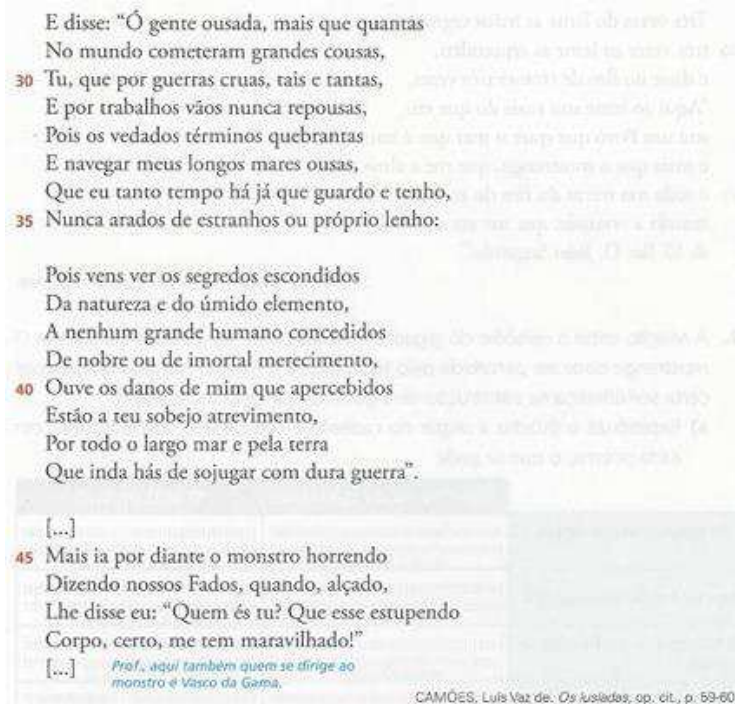 E disse: “Ó gente ousada, mais que quantas
No mundo cometeram grandes cousas,
30 Tu, que por guerras cruas, tais e tantas,
E por trabalhos vãos nunca repousas,
Pois os vedados términos quebrantas
E navegar meus longos mares ousas,
Que eu tanto tempo há já que guardo e tenho,
35 Nunca arados de estranhos ou próprio lenho:
Pois vens ver os segredos escondidos
Da natureza e do úmido elemento,
A nenhum grande humano concedidos
De nobre ou de imortal merecimento,
40 Ouve os danos de mim que apercebidos
Estão a teu sobejo atrevimento,
Por todo o largo mar e pela terra
Que inda hás de sojugar com dura guerra”.
[...]
45 Mais ia por diante o monstro horrendo
Dizendo nossos Fados, quando, alçado,
Lhe disse eu: “Quem és tu? Que esse estupendo
Corpo, certo, me tem maravilhado!”
[...]
Prof., aqui também quem se dirige ao
monstro é Vasco da Gama.
CAMÕES, Luís Vaz de. Os lusíadas, op. cit., p. 59-60